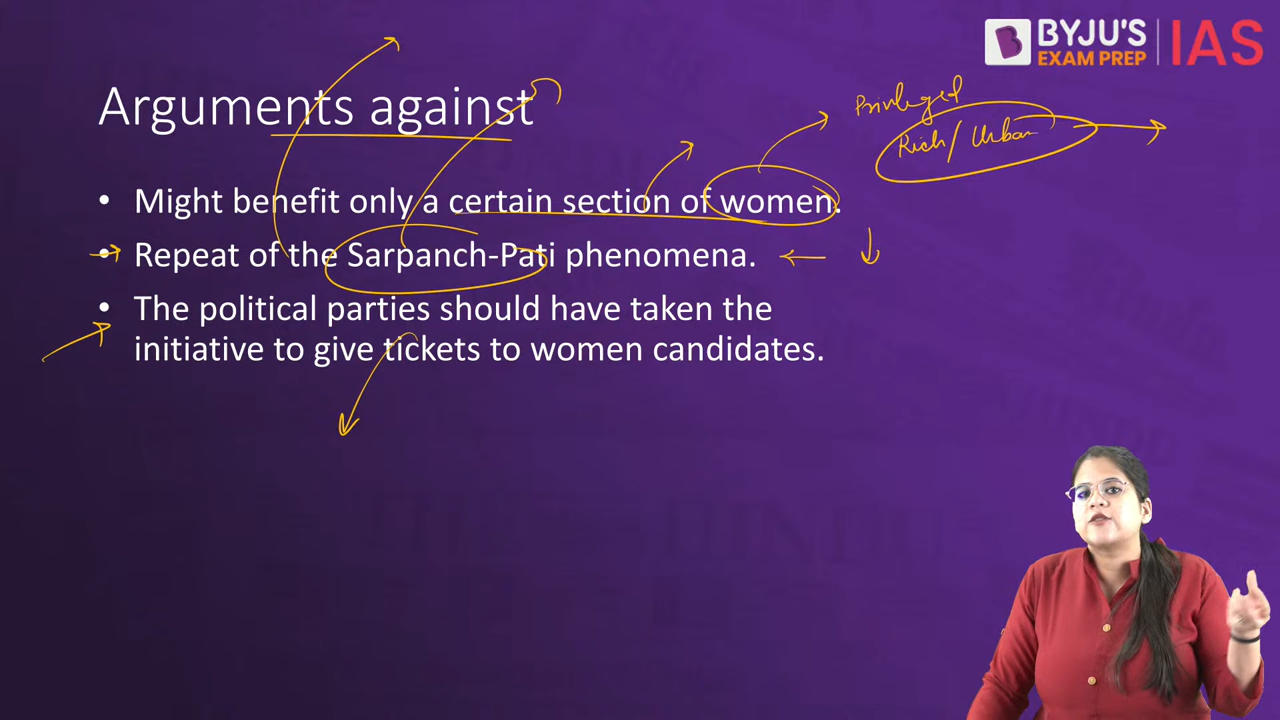 BYJU'S
EXAM PREP
IAS
Arguments against
Privileged
Rich/Urban
• Might benefit only a certain section of women.
• Repeat of the Sarpanch-Pati phenomena.
• The political parties should have taken the
initiative to give tickets to women candidates.